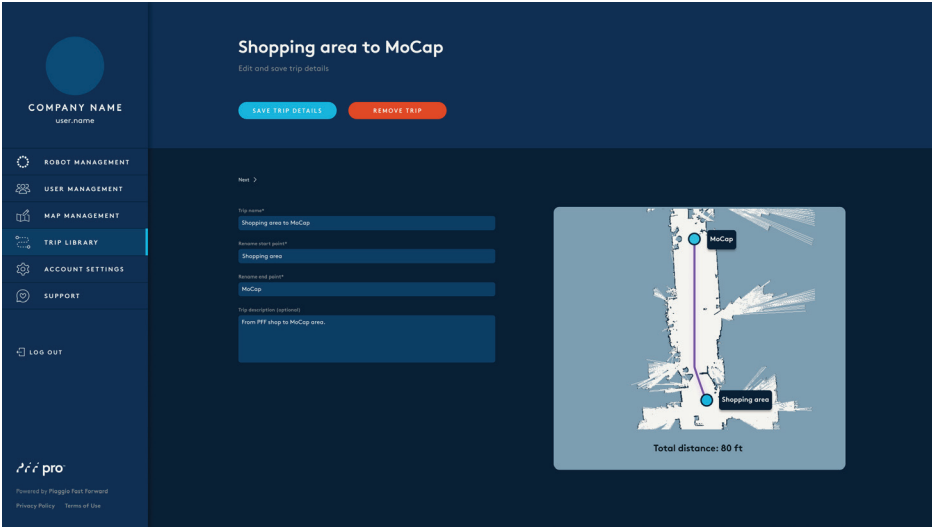 COMPANY NAME
user.name
ROBOT MANAGEMENT
USER MANAGEMENT
MAP MANAGEMENT
TRIP LIBRARY
ACCOUNT SETTINGS
SUPPORT
LOG OUT
pro
Powered by Piaggio Fast Forward
Privacy Policy Terms of Use
Shopping area to MoCap
Edit and save trip details
SAVE TRIP DETAILS REMOVE TRIP
Next >
Trip name*
Shopping area to MoCap
Rename start point*
Shopping area
Rename end point*
MoCap
Trip description (optional)
From PFF shop to MoCap area.
MoCap
Shopping area
Total distance: 80 ft